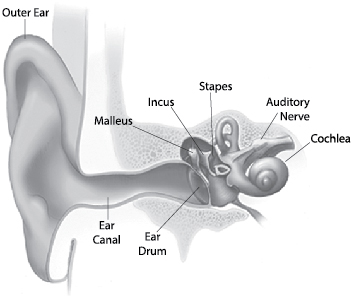 Outer Ear
Stapes
Incus
Auditory
Nerve
Malleus
Cochlea
Ear
Canal
Ear
Drum